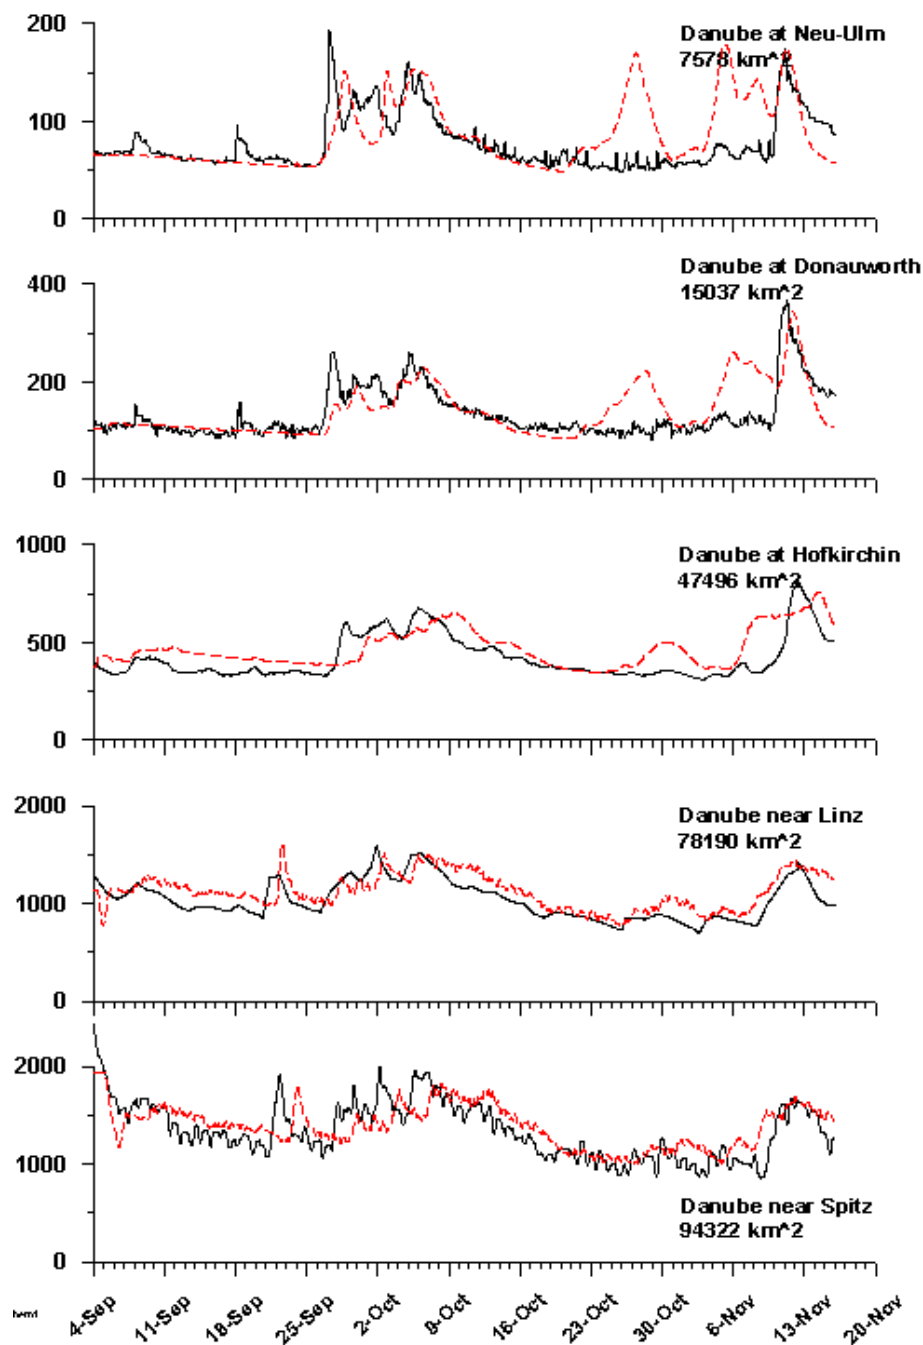 200
Danube at Neu-Ulm
7578 km^2
100
0
Danube at Donauworth
400
15037 km^2
200
0
1000
Danube at Hofkirchin
47496 km^2
500
0
2000
Danube near Linz
78190 km^2
1000
0
2000
1000
Danube near Spitz
94322 km^2
0
4-Sep 11-Sep 18-Sep 25-Sep 2-Oct 9-Oct 16-Oct 23-Oct 30-Oct 6-Nov 13-Nov 20-Nov